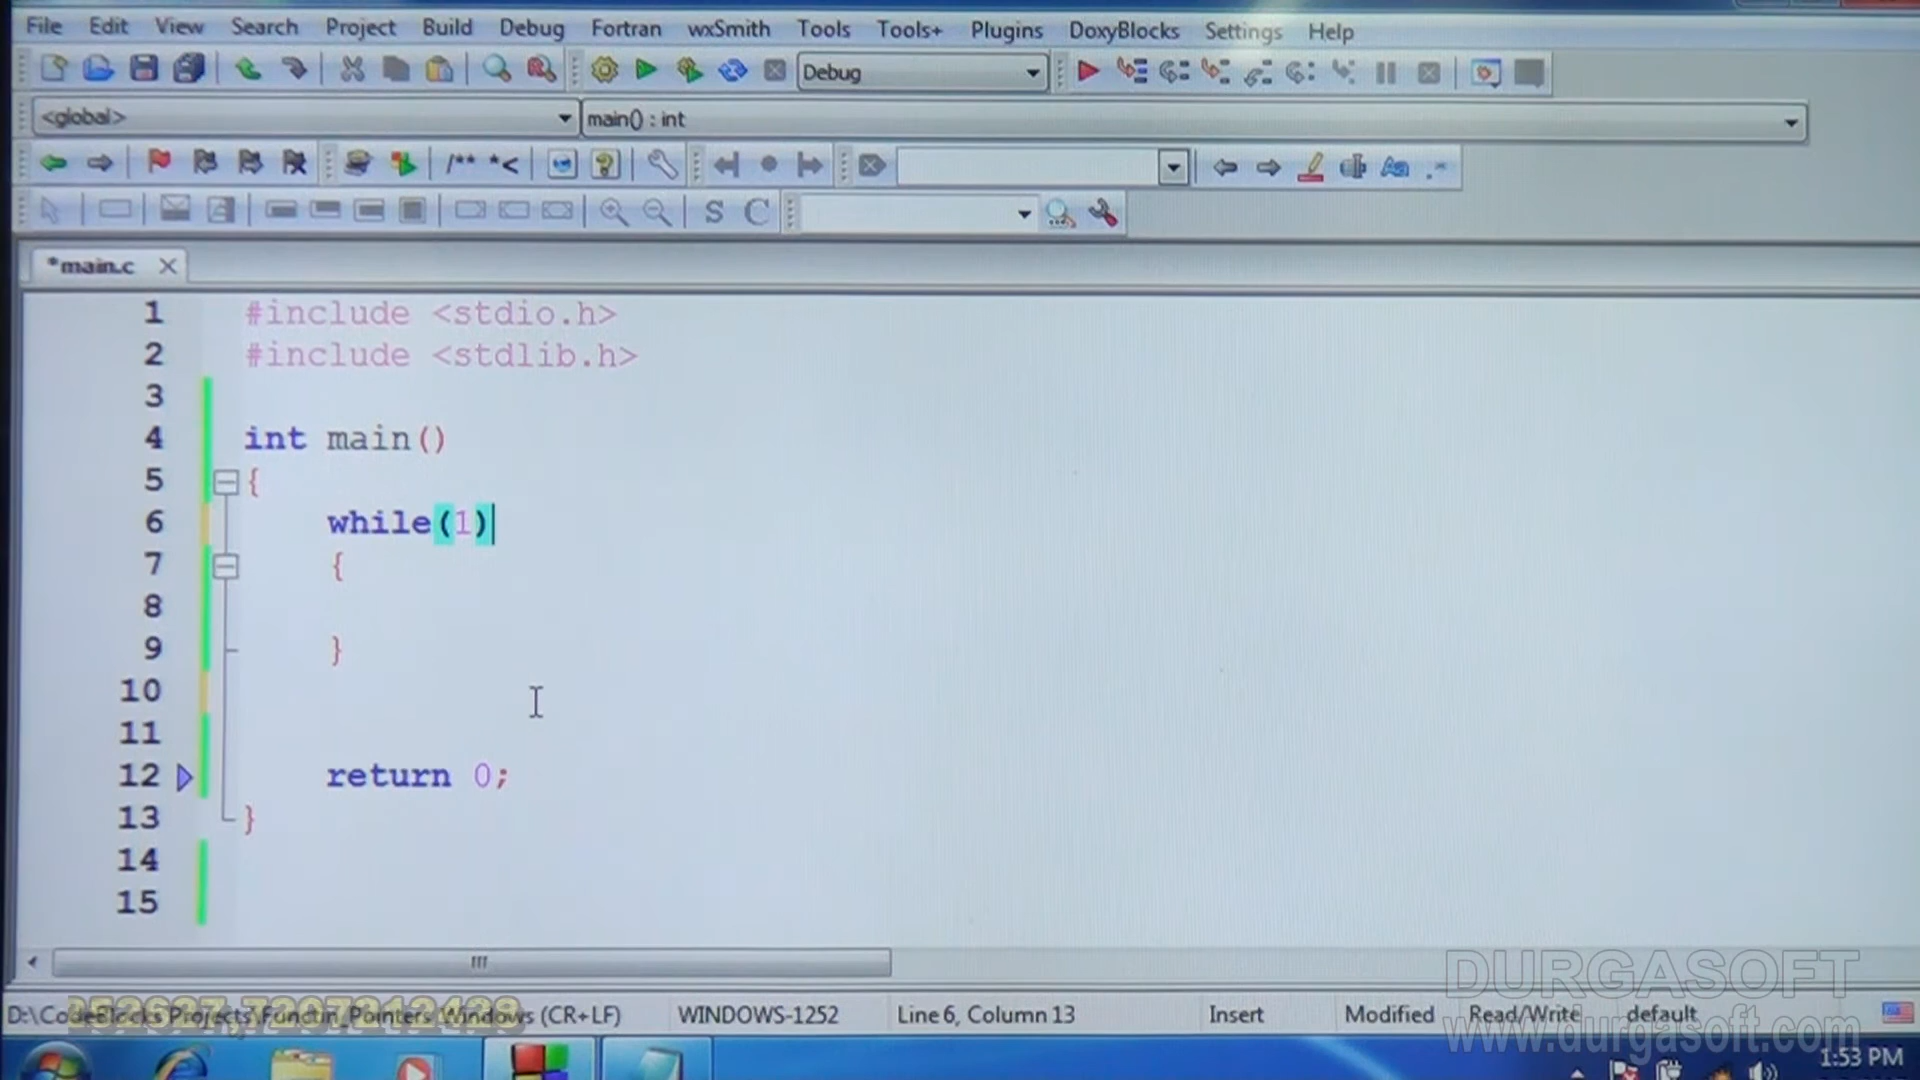 File Edit View Search Project Build Debug Fortran wxSmith Tools Tools+ Plugins DoxyBlocks Settings Help
Debug
<global> main() : int
/** *<
S C
*main.c
1 #include <stdio.h>
2 #include <stdlib.h>
3
4 int main()
5 {
6 while(1)
7 {
8
9 }
10
11
12 return 0;
13 }
14
15
DURGASOFT
D:\CodeBlocks Projects\Functin_Pointers Windows (CR+LF) WINDOWS-1252 Line 6, Column 13 Insert Modified Read/Write default
www.durgasoft.com
1:53 PM